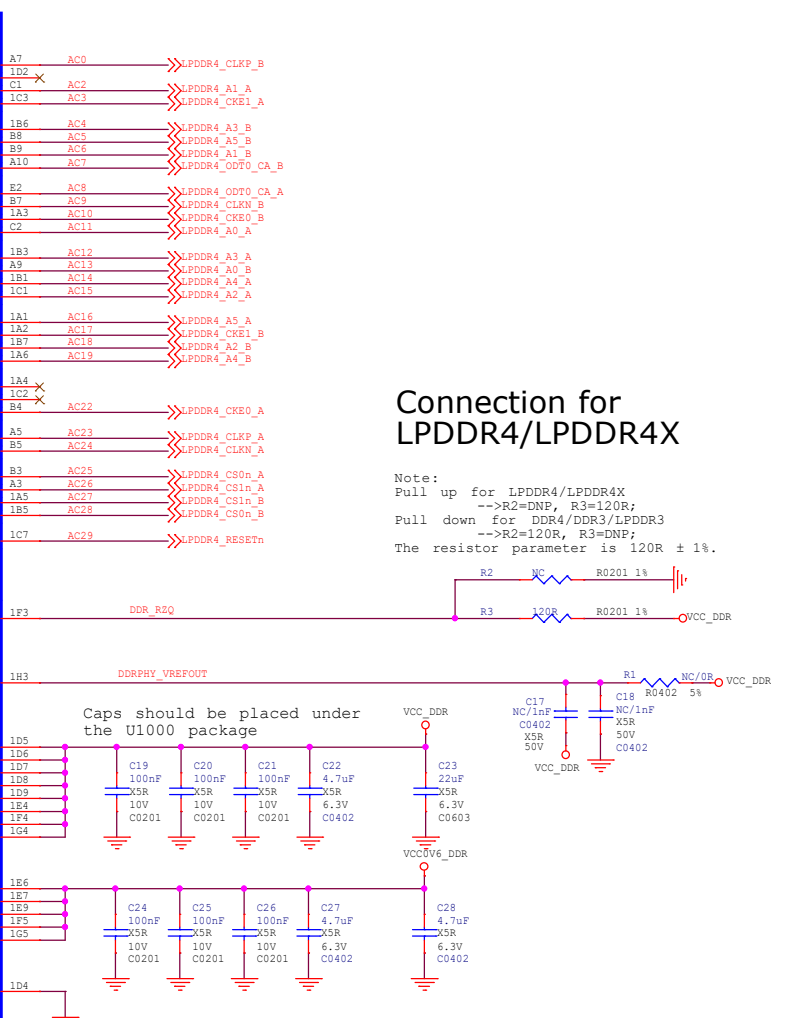 A7 AC0 LPDDR4_CLKP_B
1D2
C1 AC2 LPDDR4_A1_A
1C3 AC3 LPDDR4_CKE1_A
1B6 AC4 LPDDR4_A3_B
B8 AC5 LPDDR4_A5_B
B9 AC6 LPDDR4_A1_B
A10 AC7 LPDDR4_ODT0_CA_B
E2 AC8 LPDDR4_ODT0_CA_A
B7 AC9 LPDDR4_CLKN_B
1A3 AC10 LPDDR4_CKE0_B
C2 AC11 LPDDR4_A0_A
1B3 AC12 LPDDR4_A3_A
A9 AC13 LPDDR4_A0_B
1B1 AC14 LPDDR4_A4_A
1C1 AC15 LPDDR4_A2_A
1A1 AC16 LPDDR4_A5_A
1A2 AC17 LPDDR4_CKE1_B
1B7 AC18 LPDDR4_A2_B
1A6 AC19 LPDDR4_A4_B
1A4
1C2
B4 AC22 LPDDR4_CKE0_A
A5 AC23 LPDDR4_CLKP_A
B5 AC24 LPDDR4_CLKN_A
B3 AC25 LPDDR4_CS0n_A
A3 AC26 LPDDR4_CS1n_A
1A5 AC27 LPDDR4_CS1n_B
1B5 AC28 LPDDR4_CS0n_B
1C7 AC29 LPDDR4_RESETn
Connection for
LPDDR4/LPDDR4X
Note:
Pull up for LPDDR4/LPDDR4X
-->R2=DNP, R3=120R;
Pull down for DDR4/DDR3/LPDDR3
-->R2=120R, R3=DNP;
The resistor parameter is 120R ± 1%.
R2 NC R0201 1%
1F3 DDR_RZQ R3 120R R0201 1% VCC_DDR
1H3 DDRPHY_VREFOUT R1 NC/0R VCC_DDR
R0402 5%
C17 C18
NC/1nF NC/1nF
C0402 X5R
X5R 50V
50V C0402
VCC_DDR
Caps should be placed under
the U1000 package
VCC_DDR
1D5
1D6
1D7
1D8
1D9
1E4
1F4
1G4
C19 C20 C21 C22 C23
100nF 100nF 100nF 4.7uF 22uF
X5R X5R X5R X5R X5R
10V 10V 10V 6.3V 6.3V
C0201 C0201 C0201 C0402 C0603
VCC0V6_DDR
1E6
1E7
1E9
1F5
1G5
C24 C25 C26 C27 C28
100nF 100nF 100nF 4.7uF 4.7uF
X5R X5R X5R X5R X5R
10V 10V 10V 6.3V 6.3V
C0201 C0201 C0201 C0402 C0402
1D4